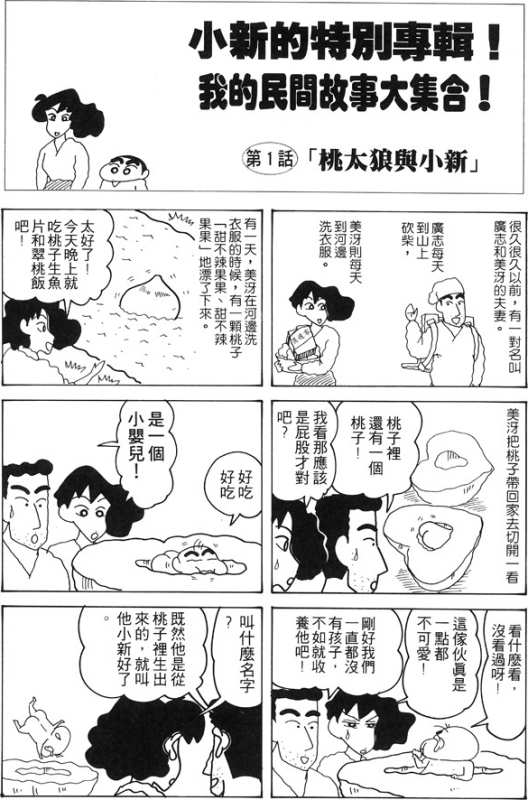 小新的特別專輯！
我的民間故事大集合！
第1話「桃太狼與小新」
很久很久以前，有一對名叫
廣志和美冴的夫妻。
廣志每天
到山上
砍柴，
美冴則每天
到河邊
洗衣服。
有一天，美冴在河邊洗
衣服的時候，有一顆桃子
「甜不辣果果、甜不辣
果果」地漂了下來。
太好了！
今天晚上就
吃桃子生魚
片和翠桃飯
吧！
美冴把桃子帶回家去切開一看
桃子裡
還有一個
桃子！
我看那應該
是屁股才對
吧？
好吃
好吃
是一個
小嬰兒！
看什麼看，
沒看過呀！
這傢伙真是
一點都
不可愛！
剛好我們
一直都沒
有孩子，
不如就收
養他吧！
叫什麼名字
？
既然他是從
桃子裡生出
來的，就叫
他小新好了
。